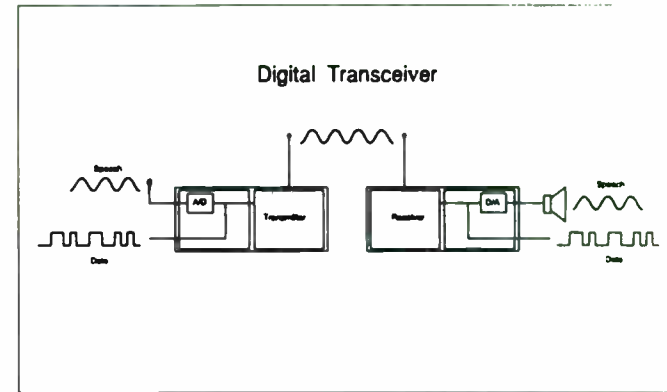 Digital Transceiver
Speech
A/D
Transmitter
Data
Receiver
D/A
Speech
Data